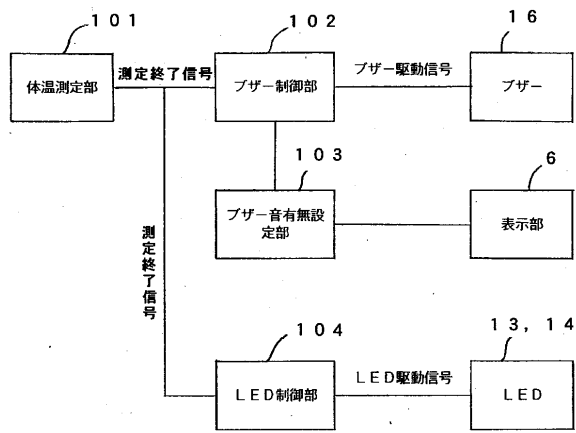 １０１
１０２
１６
体温測定部
測定終了信号
ブザー制御部
ブザー駆動信号
ブザー
１０３
６
ブザー音有無設
定部
表示部
測定終了信号
１０４
１３，１４
ＬＥＤ制御部
ＬＥＤ駆動信号
ＬＥＤ